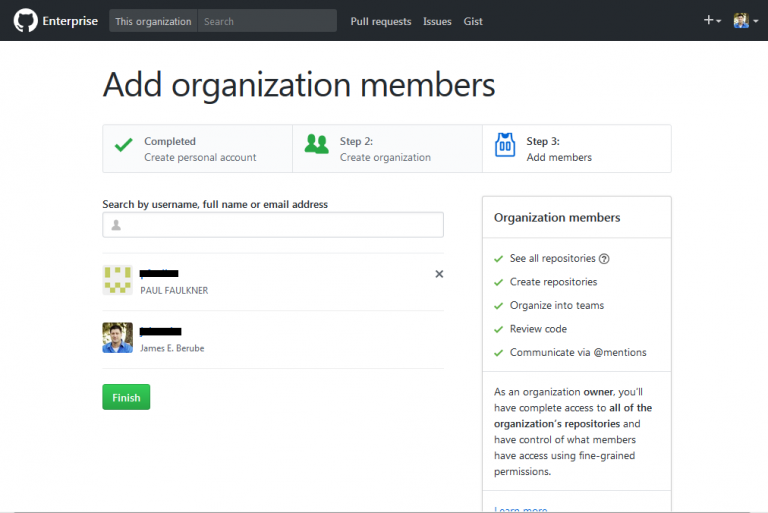 Enterprise This organization Search Pull requests Issues Gist
Add organization members
Completed
Create personal account
Step 2:
Create organization
Step 3:
Add members
Search by username, full name or email address
PAUL FAULKNER
James E. Berube
Finish
Organization members
See all repositories
Create repositories
Organize into teams
Review code
Communicate via @mentions
As an organization owner, you'll
have complete access to all of the
organization's repositories and
have control of what members
have access using fine-grained
permissions.
Learn more